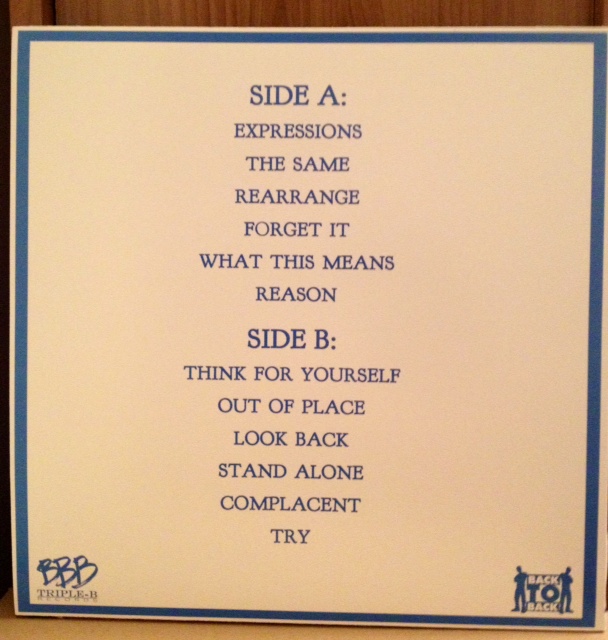 SIDE A:
EXPRESSIONS
THE SAME
REARRANGE
FORGET IT
WHAT THIS MEANS
REASON
SIDE B:
THINK FOR YOURSELF
OUT OF PLACE
LOOK BACK
STAND ALONE
COMPLACENT
TRY
BBB
TRIPLE-B
RECORDS
BACK
TO
BACK